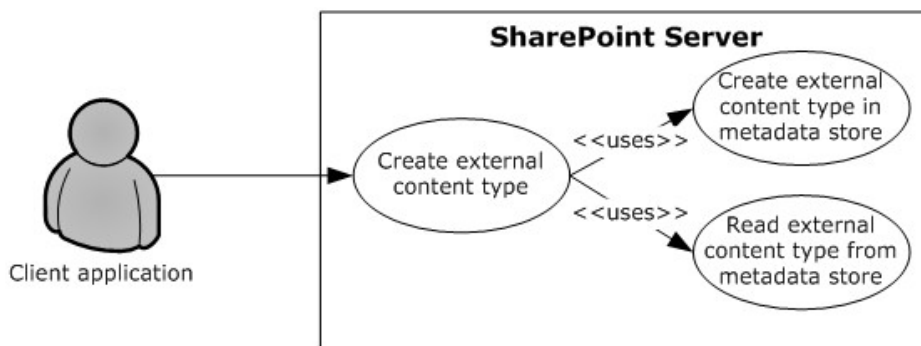 SharePoint Server
Create external
content type in
metadata store
<<uses>>
Create external
content type
<<uses>>
Read external
content type from
metadata store
Client application